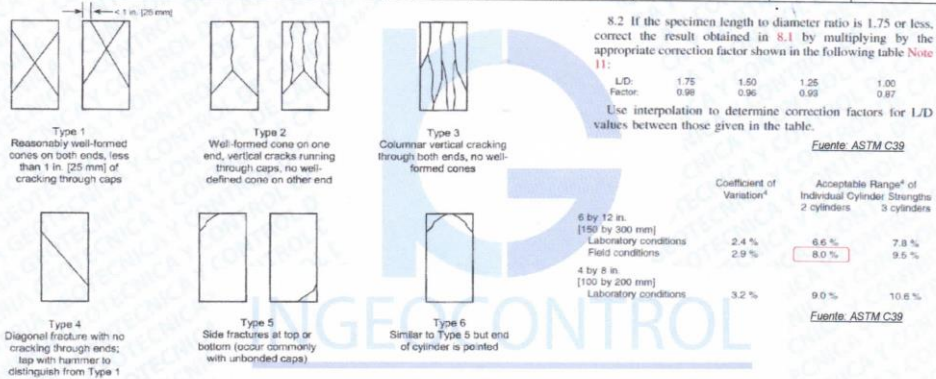 < 1 in. [25 mm]
Type 1
Reasonably well-formed
cones on both ends, less
than 1 in. [25 mm] of
cracking through caps
Type 2
Well-formed cone on one
end, vertical cracks running
through caps, no well-
defined cone on other end
Type 3
Columnar vertical cracking
through both ends, no well-
formed cones
Type 4
Diagonal fracture with no
cracking through ends;
tap with hammer to
distinguish from Type 1
Type 5
Side fractures at top or
bottom (occur commonly
with unbonded caps)
Type 6
Similar to Type 5 but end
of cylinder is pointed
8.2 If the specimen length to diameter ratio is 1.75 or less,
correct the result obtained in 8.1 by multiplying by the
appropriate correction factor shown in the following table Note
11:
L/D: 1.75 1.50 1.25 1.00
Factor: 0.98 0.96 0.93 0.87
Use interpolation to determine correction factors for L/D
values between those given in the table.
Fuente: ASTM C39
Coefficient of Acceptable Range⁴ of
Variation⁴ Individual Cylinder Strengths
2 cylinders 3 cylinders
6 by 12 in.
[150 by 300 mm]
Laboratory conditions 2.4 % 6.6 % 7.8 %
Field conditions 2.9 % 8.0 % 9.5 %
4 by 8 in.
[100 by 200 mm]
Laboratory conditions 3.2 % 9.0 % 10.6 %
Fuente: ASTM C39
INGEOCONTROL